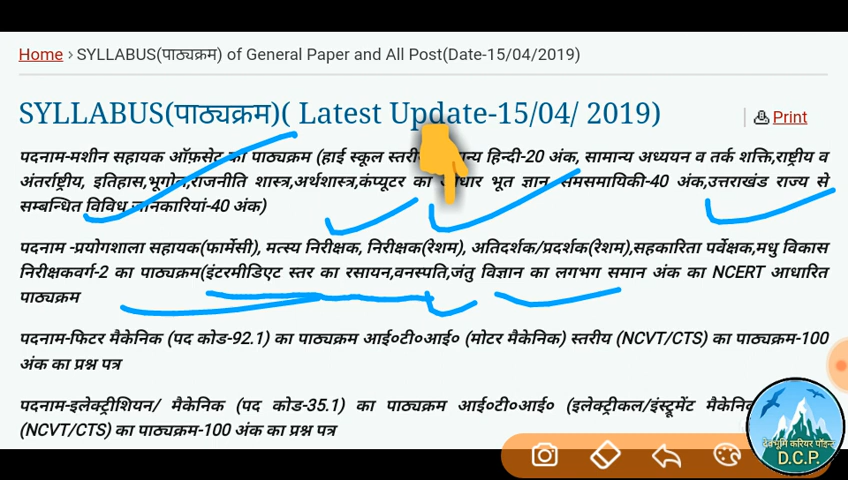 Home › SYLLABUS(पाठ्यक्रम) of General Paper and All Post(Date-15/04/2019)
SYLLABUS(पाठ्यक्रम)( Latest Update-15/04/ 2019)
Print
पदनाम-मशीन सहायक ऑफ़सेट का पाठ्यक्रम (हाई स्कूल स्तरीय हिन्दी-20 अंक, सामान्य अध्ययन व तर्क शक्ति,राष्ट्रीय व
अंतर्राष्ट्रीय, इतिहास,भूगोल,राजनीति शास्त्र,अर्थशास्त्र,कंप्यूटर का भूत ज्ञान, समसामायिकी-40 अंक,उत्तराखंड राज्य से
सम्बन्धित विविध जानकारियां-40 अंक)
पदनाम -प्रयोगशाला सहायक(फार्मेसी), मत्स्य निरीक्षक, निरीक्षक(रेशम), अतिदर्शक/प्रदर्शक(रेशम),सहकारिता पर्वेक्षक,मधु विकास
निरीक्षकवर्ग-2 का पाठ्यक्रम(इंटरमीडिएट स्तर का रसायन,वनस्पति,जंतु विज्ञान का लगभग समान अंक का NCERT आधारित
पाठ्यक्रम
पदनाम-फिटर मैकेनिक (पद कोड-92.1) का पाठ्यक्रम आई०टी०आई० (मोटर मैकेनिक) स्तरीय (NCVT/CTS) का पाठ्यक्रम-100
अंक का प्रश्न पत्र
पदनाम-इलेक्ट्रीशियन/ मैकेनिक (पद कोड-35.1) का पाठ्यक्रम आई०टी०आई० (इलेक्ट्रीकल/इंस्ट्रूमेंट मैकेनिक
(NCVT/CTS) का पाठ्यक्रम-100 अंक का प्रश्न पत्र
देवभूमि करियर पॉइन्ट
D.C.P.